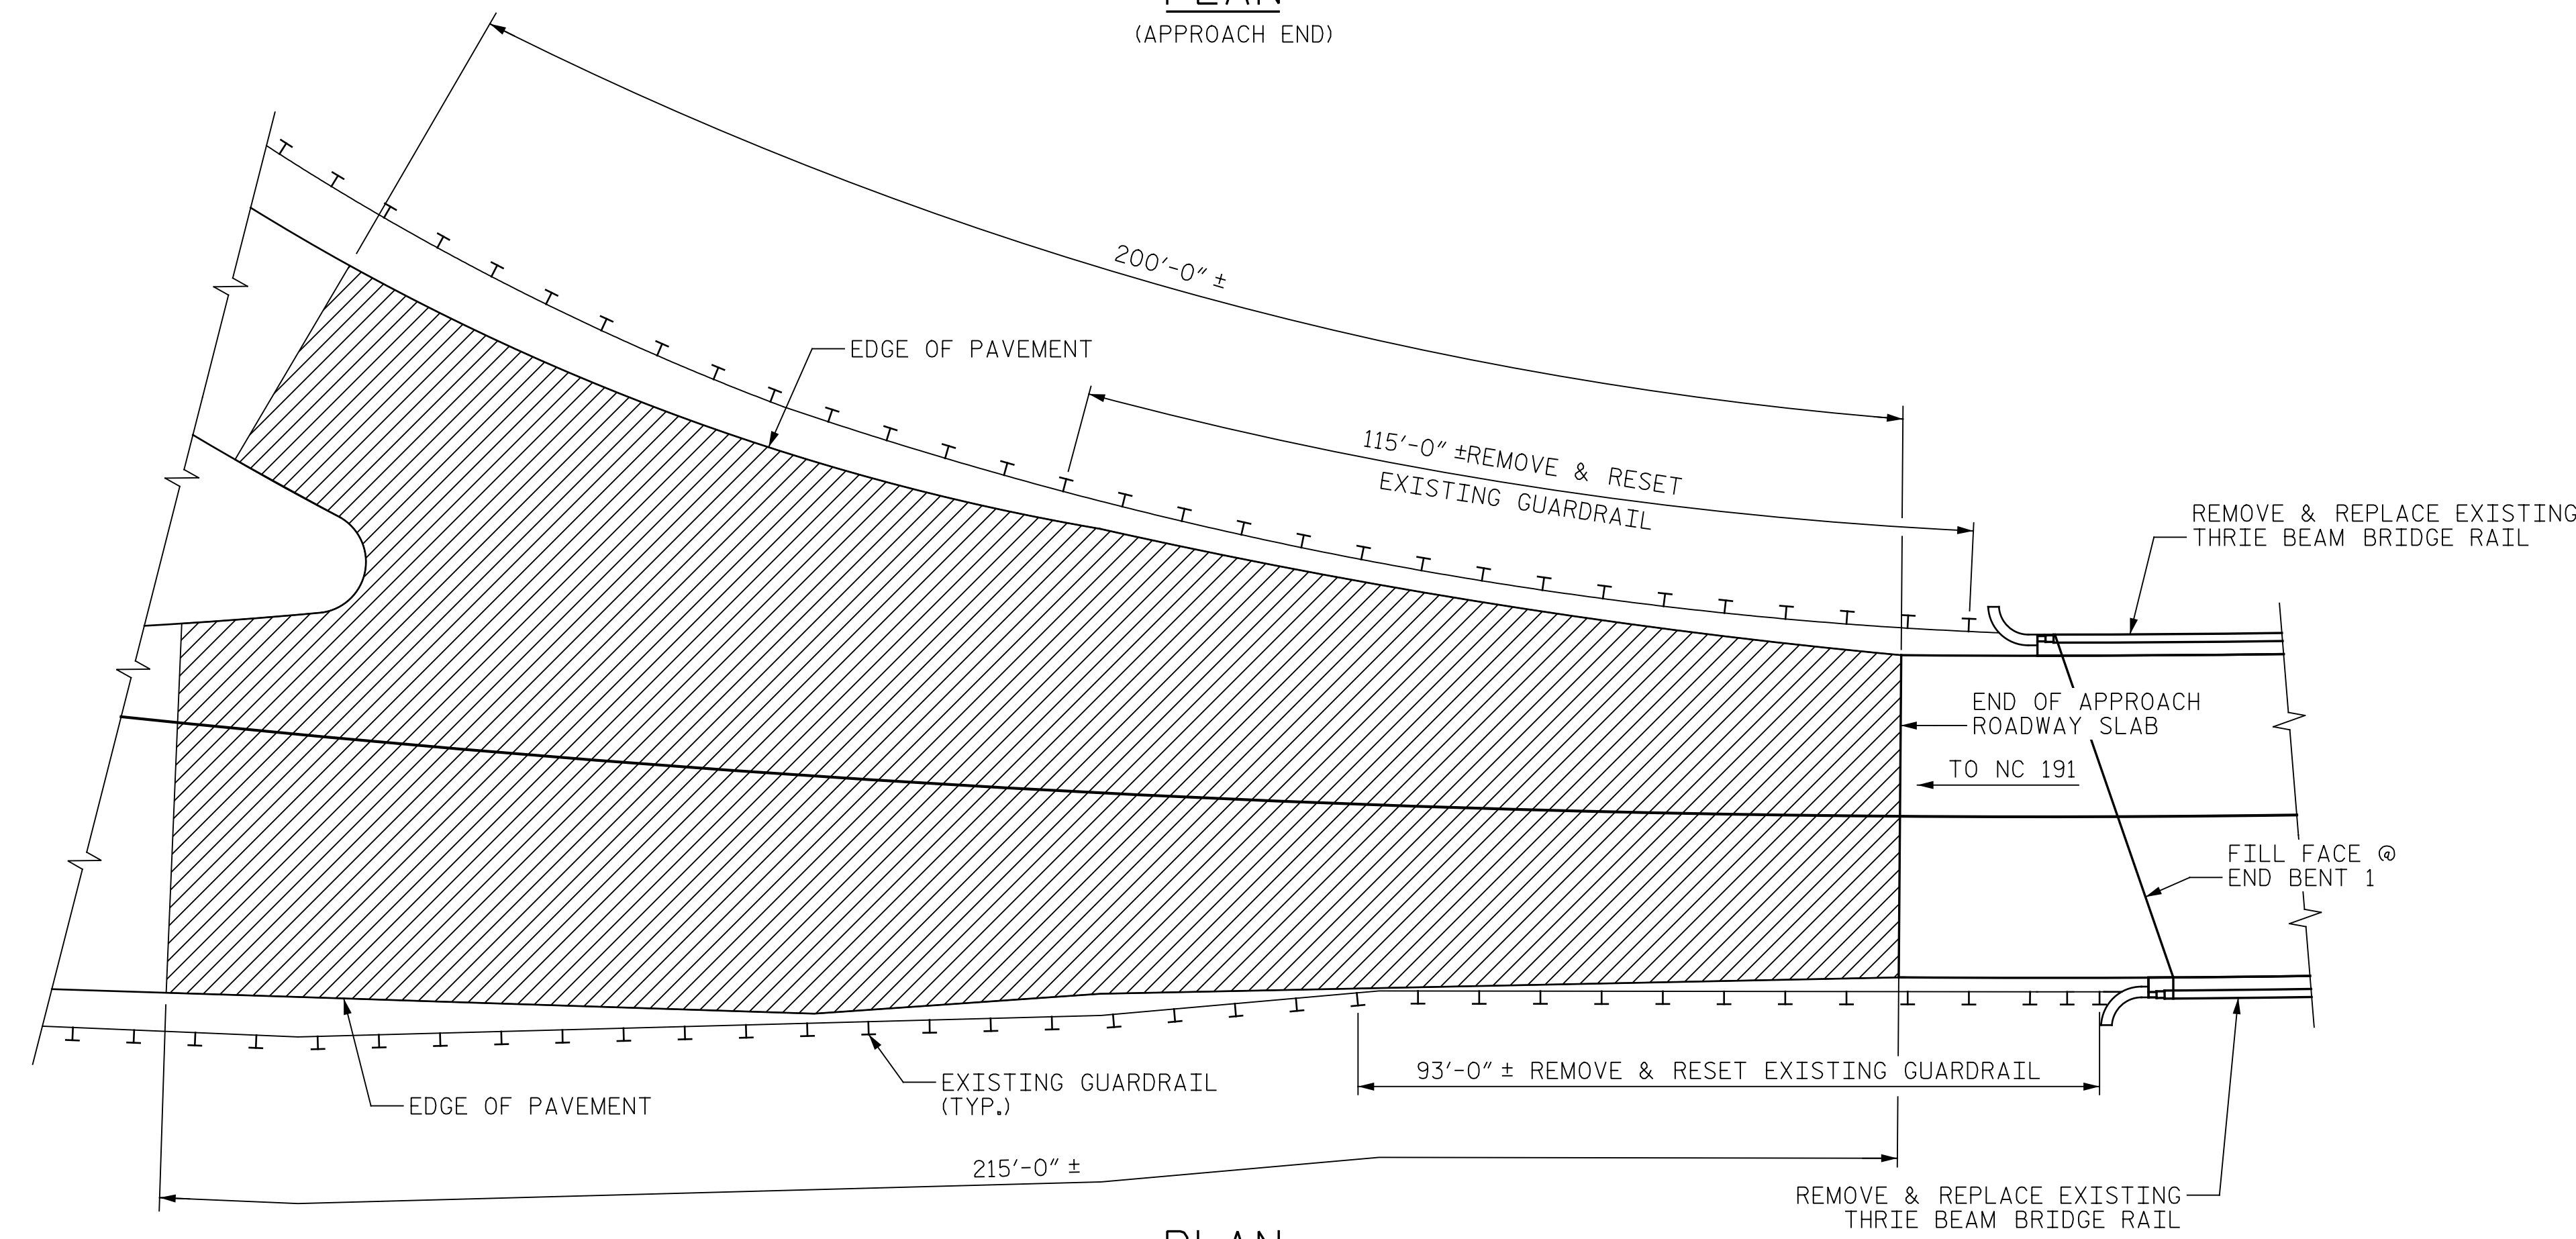 PLAN
(APPROACH END)
200'-0" ±
EDGE OF PAVEMENT
115'-0" ±REMOVE & RESET
EXISTING GUARDRAIL
REMOVE & REPLACE EXISTING
THRIE BEAM BRIDGE RAIL
END OF APPROACH
ROADWAY SLAB
TO NC 191
FILL FACE @
END BENT 1
93'-0" ± REMOVE & RESET EXISTING GUARDRAIL
EXISTING GUARDRAIL
(TYP.)
EDGE OF PAVEMENT
215'-0" ±
REMOVE & REPLACE EXISTING
THRIE BEAM BRIDGE RAIL
PLAN